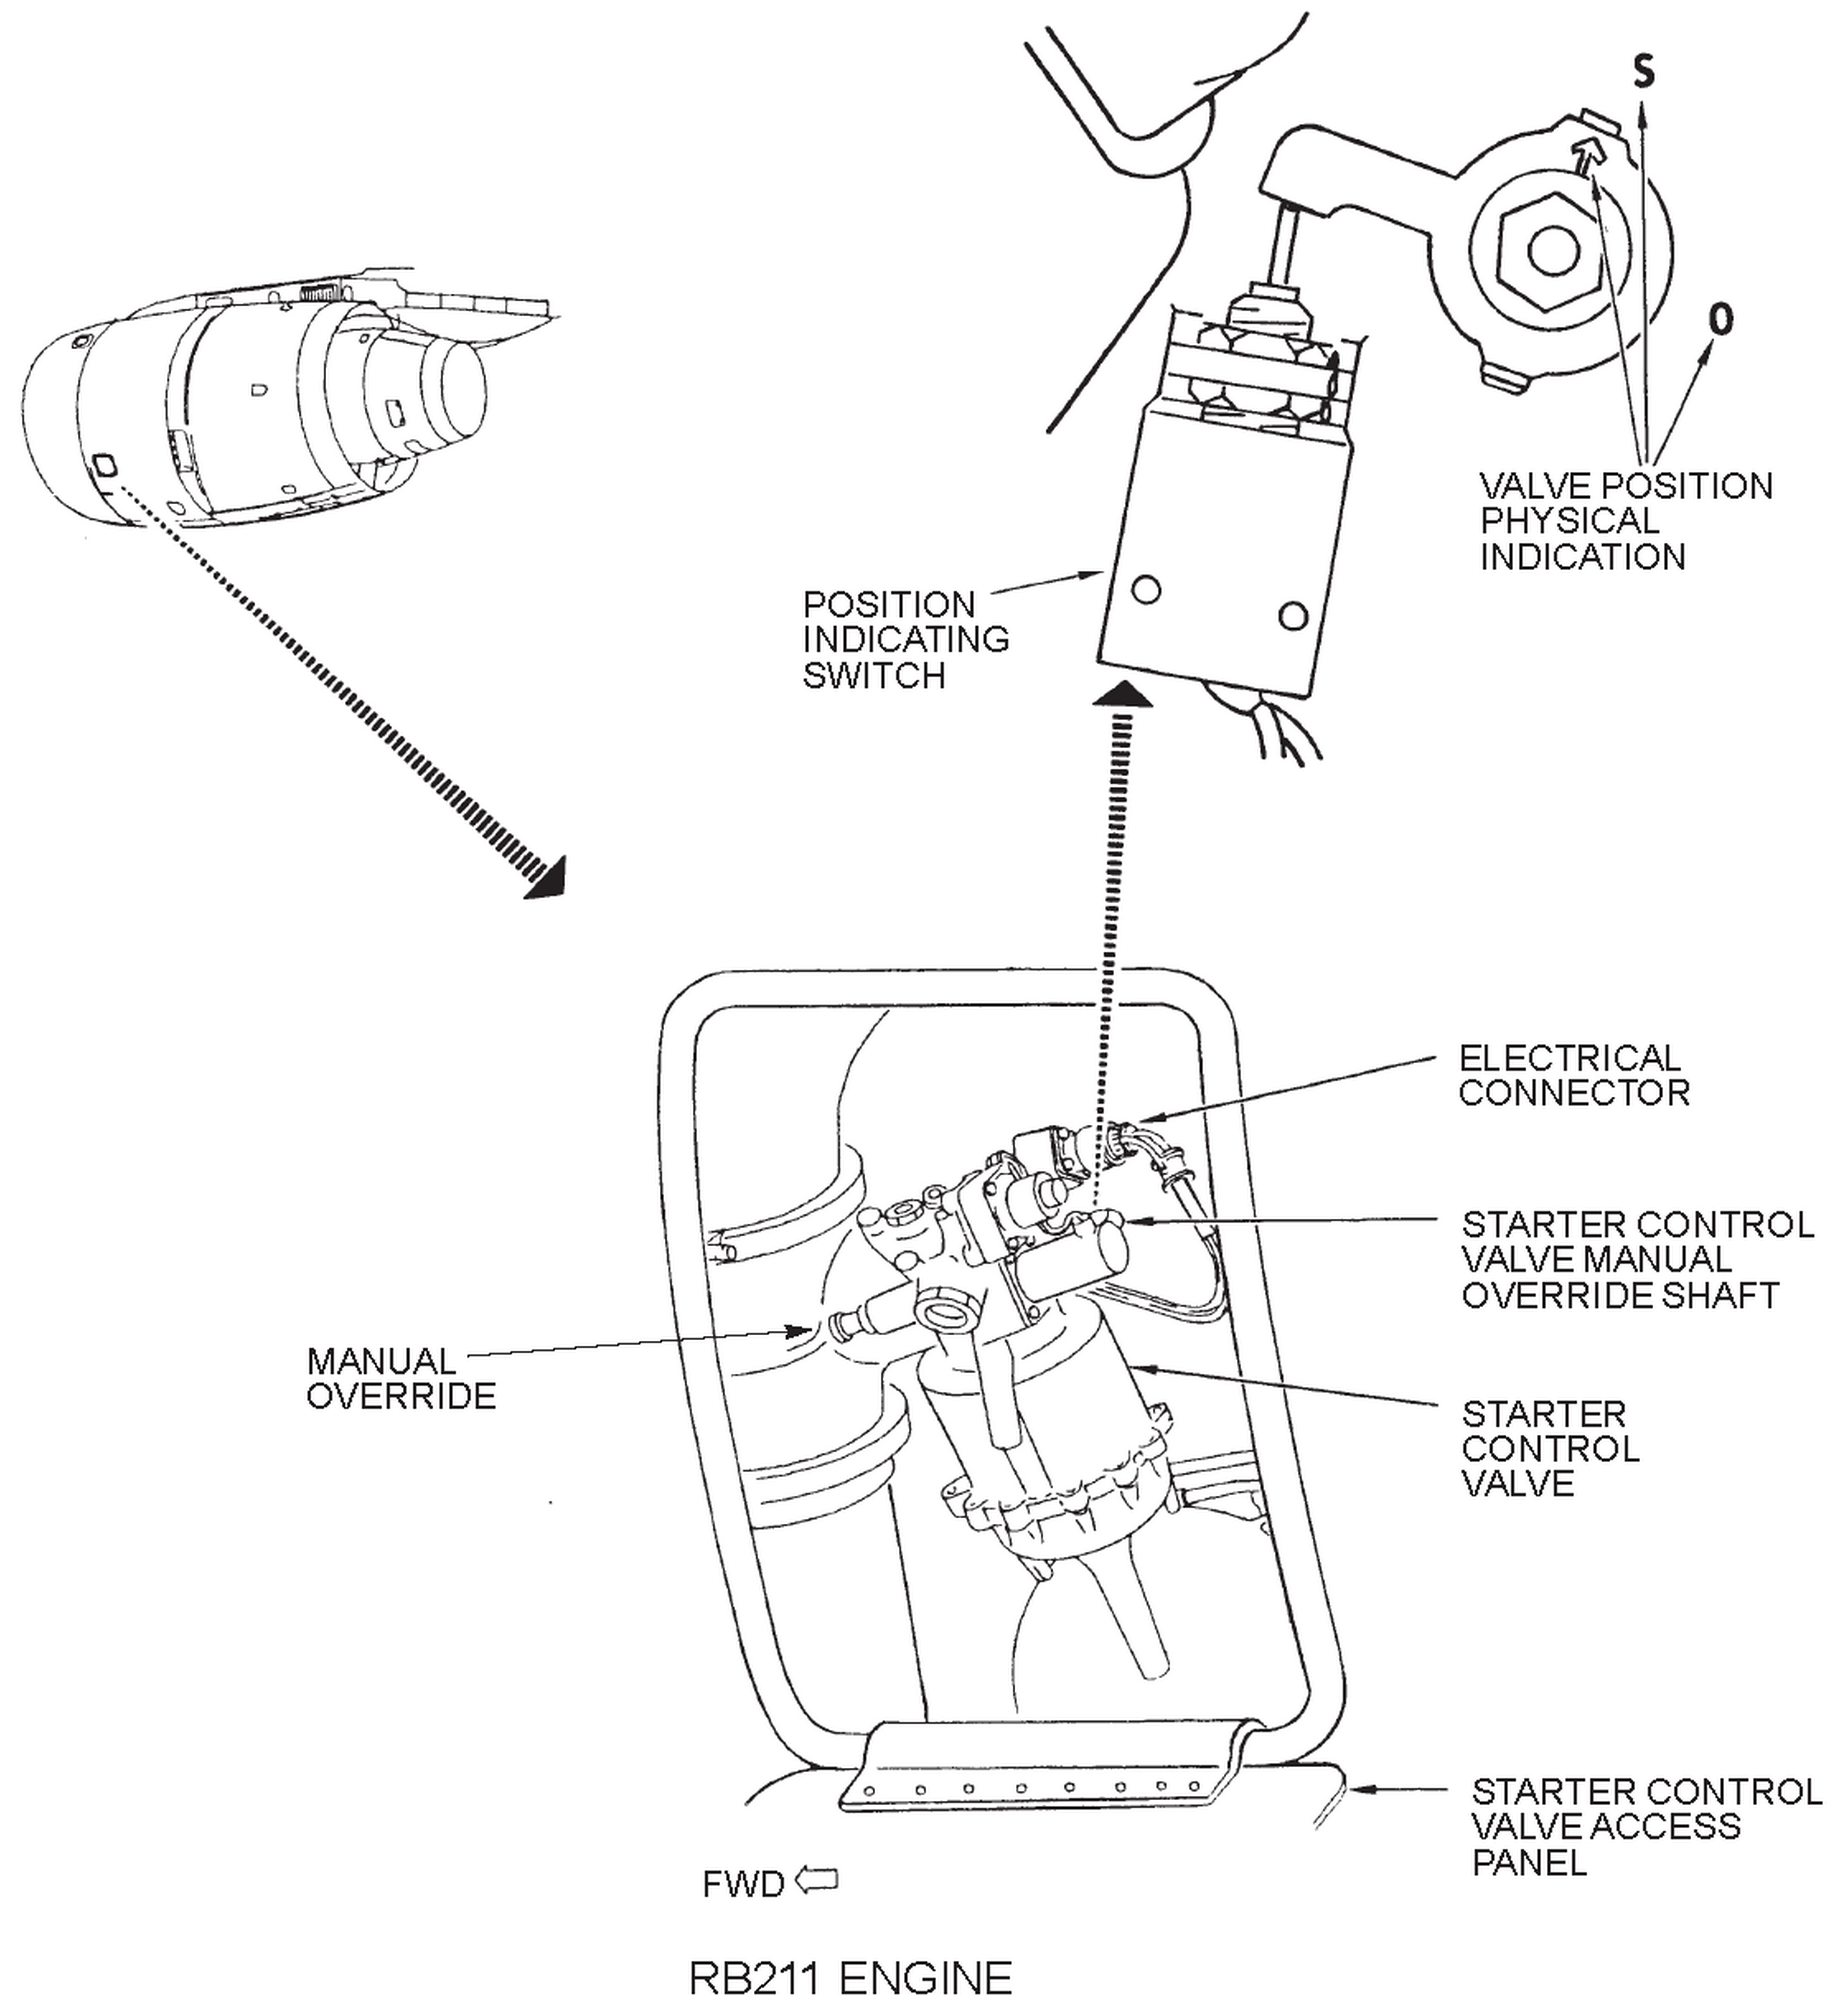 S
O
VALVE POSITION
PHYSICAL
INDICATION
POSITION
INDICATING
SWITCH
ELECTRICAL
CONNECTOR
STARTER CONTROL
VALVE MANUAL
OVERRIDE SHAFT
MANUAL
OVERRIDE
STARTER
CONTROL
VALVE
STARTER CONTROL
VALVE ACCESS
PANEL
FWD
RB211 ENGINE